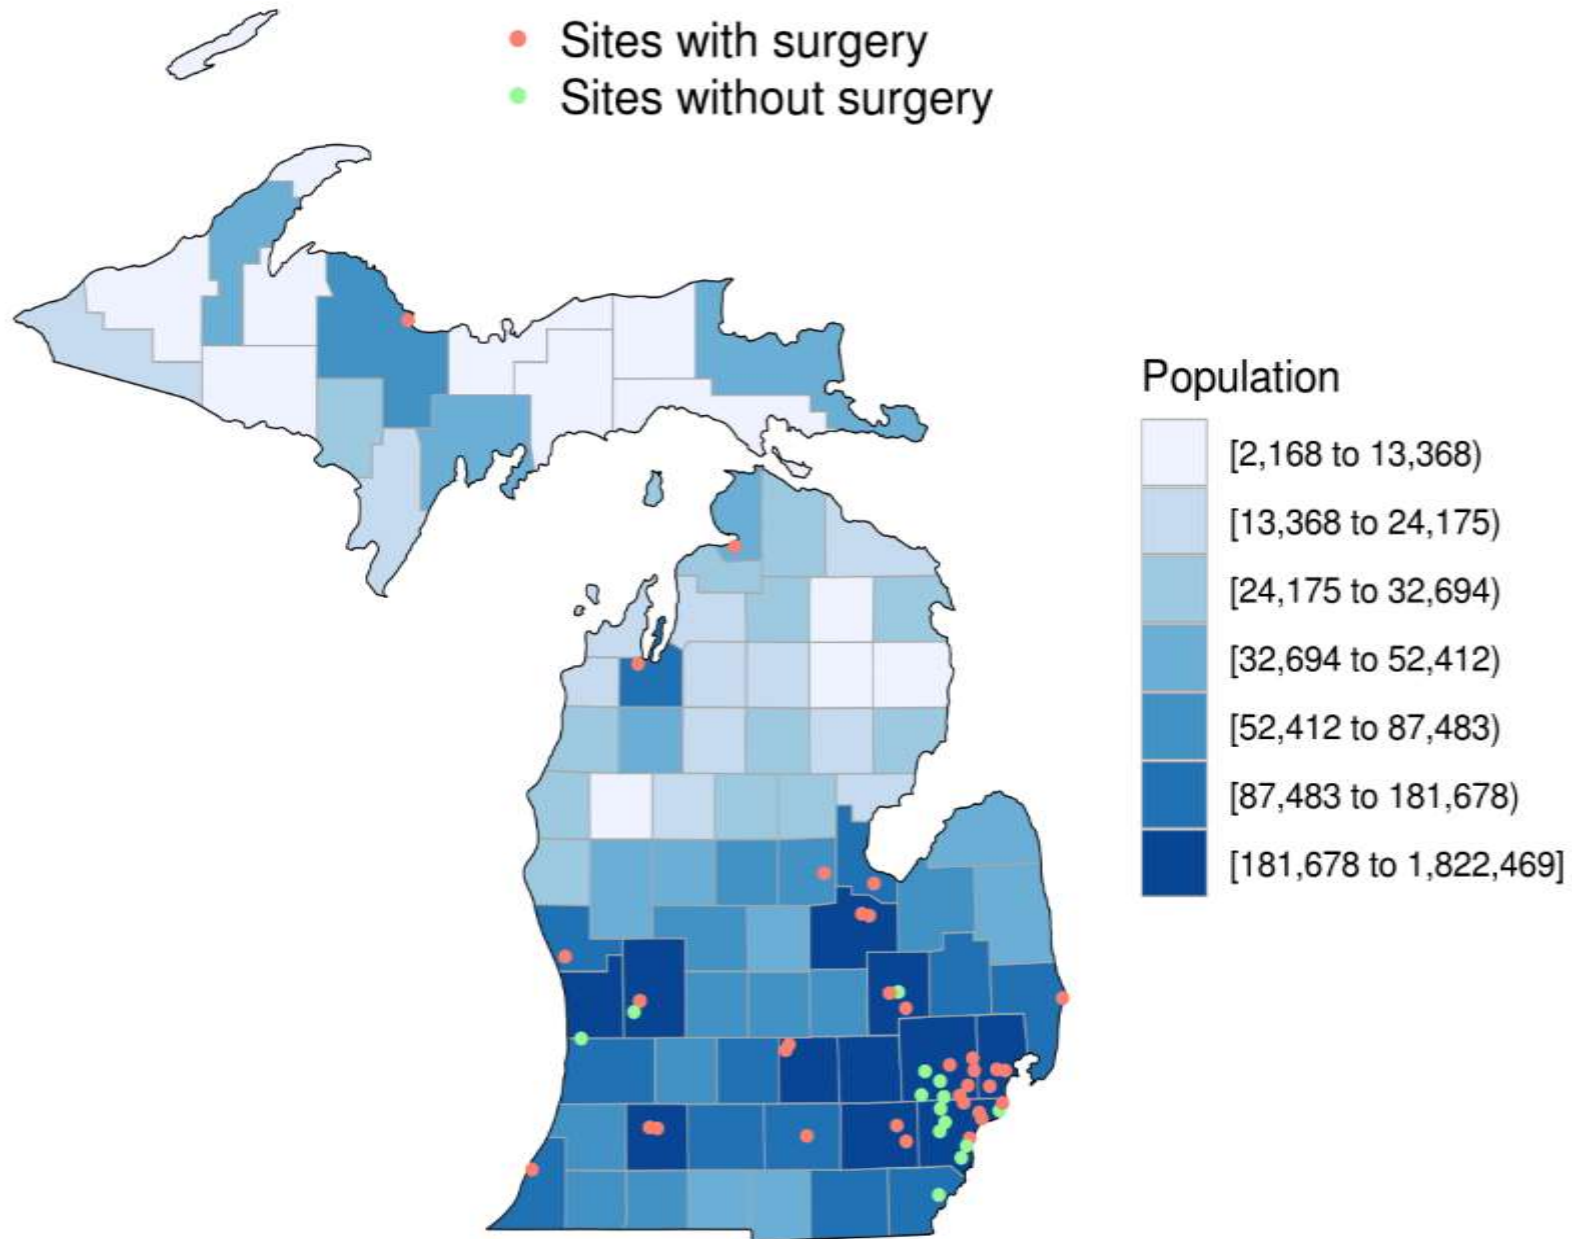 Sites with surgery
Sites without surgery
Population
[2,168 to 13,368)
[13,368 to 24,175)
[24,175 to 32,694)
[32,694 to 52,412)
[52,412 to 87,483)
[87,483 to 181,678)
[181,678 to 1,822,469]